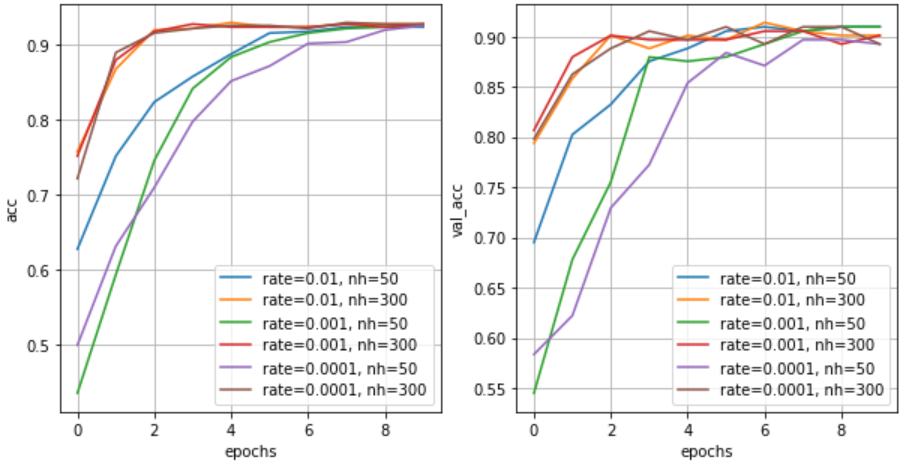 acc
0.9
0.8
0.7
0.6
0.5
0 2 4 6 8
epochs
rate=0.01, nh=50
rate=0.01, nh=300
rate=0.001, nh=50
rate=0.001, nh=300
rate=0.0001, nh=50
rate=0.0001, nh=300
val_acc
0.90
0.85
0.80
0.75
0.70
0.65
0.60
0.55
0 2 4 6 8
epochs
rate=0.01, nh=50
rate=0.01, nh=300
rate=0.001, nh=50
rate=0.001, nh=300
rate=0.0001, nh=50
rate=0.0001, nh=300